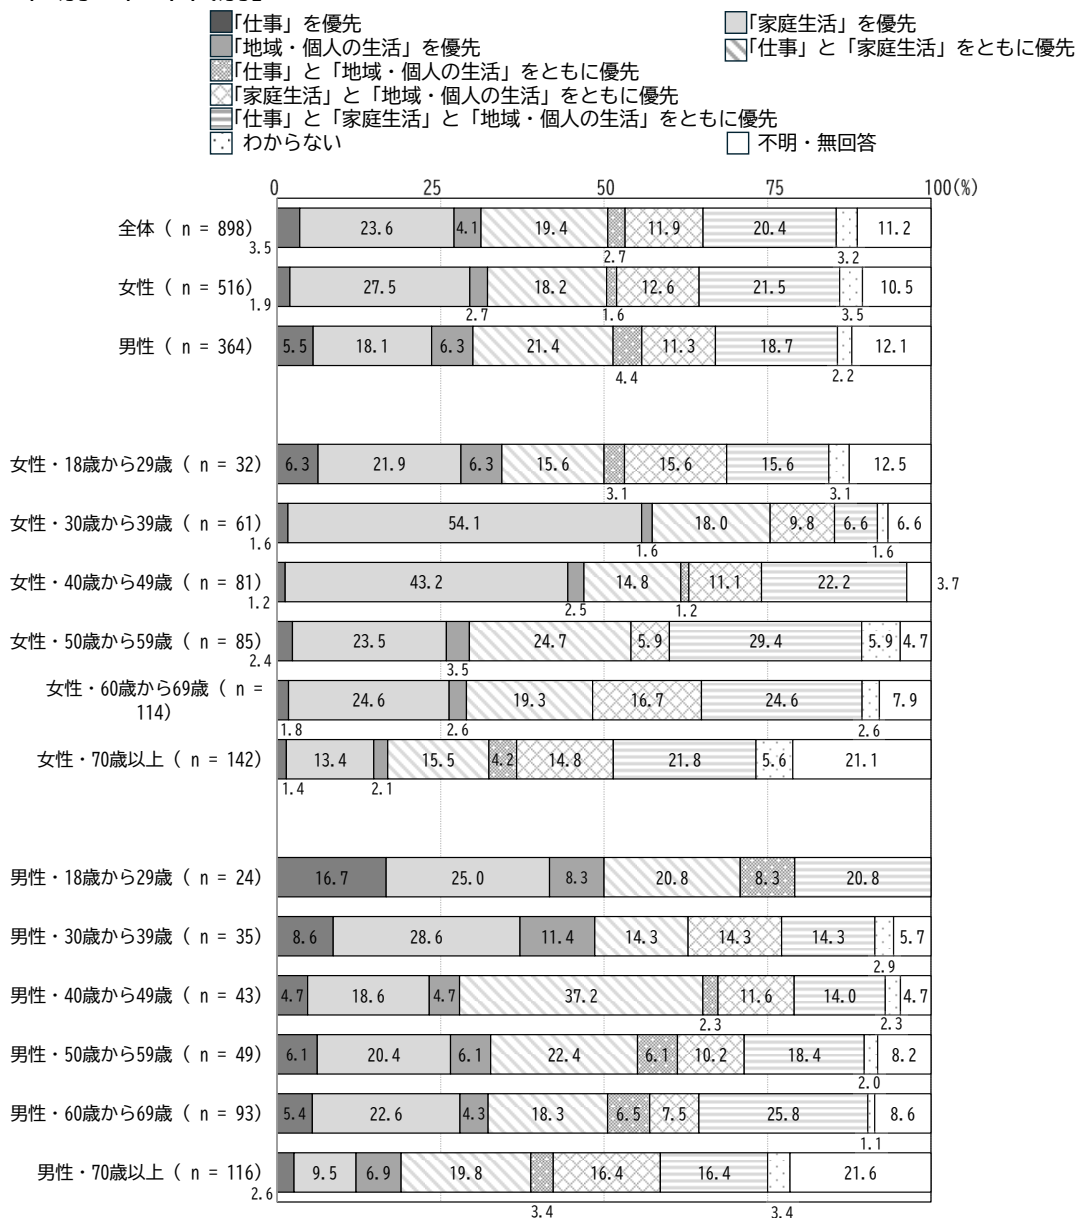 「仕事」を優先 「家庭生活」を優先
「地域・個人の生活」を優先 「仕事」と「家庭生活」をともに優先
「仕事」と「地域・個人の生活」をともに優先
「家庭生活」と「地域・個人の生活」をともに優先
「仕事」と「家庭生活」と「地域・個人の生活」をともに優先
わからない 不明・無回答
0 25 50 75 100(%)
全体 ( n = 898) 23.6 4.1 19.4 11.9 20.4 11.2
3.5 2.7 3.2
女性 ( n = 516) 27.5 18.2 12.6 21.5 10.5
1.9 2.7 1.6 3.5
男性 ( n = 364) 5.5 18.1 6.3 21.4 11.3 18.7 12.1
4.4 2.2
女性・18歳から29歳 ( n = 32) 6.3 21.9 6.3 15.6 15.6 15.6 12.5
3.1 3.1
女性・30歳から39歳 ( n = 61) 54.1 18.0 9.8 6.6 6.6
1.6 1.6 1.6
女性・40歳から49歳 ( n = 81) 43.2 14.8 11.1 22.2 3.7
1.2 2.5 1.2
女性・50歳から59歳 ( n = 85) 23.5 24.7 5.9 29.4 5.9 4.7
2.4 3.5
女性・60歳から69歳 ( n =
114) 24.6 19.3 16.7 24.6 7.9
1.8 2.6 2.6
女性・70歳以上 ( n = 142) 13.4 15.5 4.2 14.8 21.8 5.6 21.1
1.4 2.1
男性・18歳から29歳 ( n = 24) 16.7 25.0 8.3 20.8 8.3 20.8
男性・30歳から39歳 ( n = 35) 8.6 28.6 11.4 14.3 14.3 14.3 5.7
2.9
男性・40歳から49歳 ( n = 43) 4.7 18.6 4.7 37.2 11.6 14.0 4.7
2.3 2.3
男性・50歳から59歳 ( n = 49) 6.1 20.4 6.1 22.4 6.1 10.2 18.4 8.2
2.0
男性・60歳から69歳 ( n = 93) 5.4 22.6 4.3 18.3 6.5 7.5 25.8 8.6
1.1
男性・70歳以上 ( n = 116) 9.5 6.9 19.8 16.4 16.4 21.6
2.6 3.4 3.4